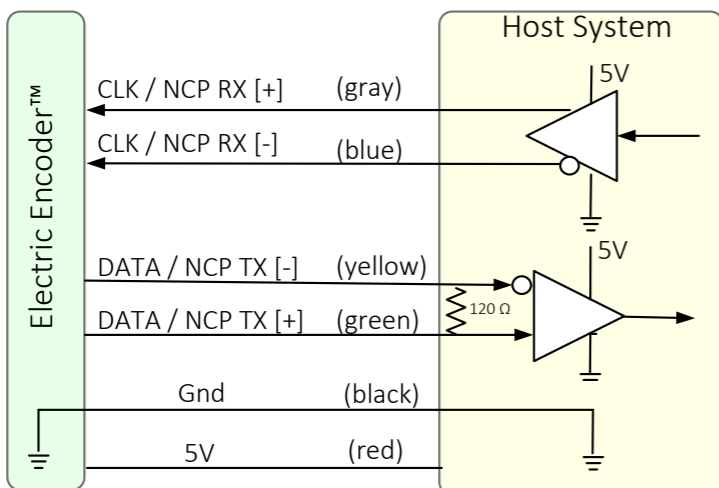 Host System
5V
CLK / NCP RX [+] (gray)
CLK / NCP RX [-] (blue)
Electric Encoder™
5V
DATA / NCP TX [-] (yellow)
120 Ω
DATA / NCP TX [+] (green)
Gnd (black)
5V (red)